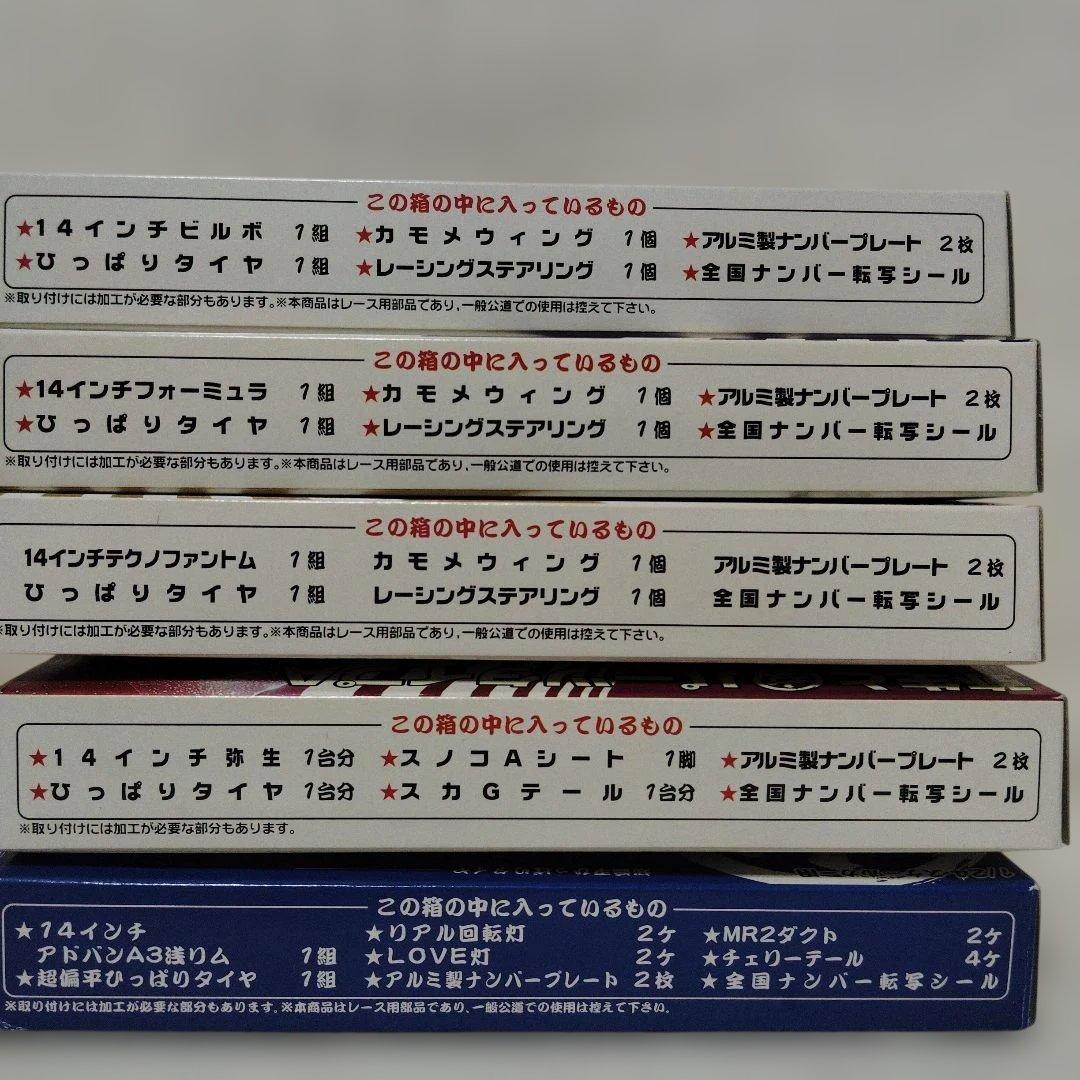 この箱の中に入っているもの
★14インチビルボ 1組 ★カモメウィング 1個 ★アルミ製ナンバープレート 2枚
★ひっぱりタイヤ 1組 ★レーシングステアリング 1個 ★全国ナンバー転写シール
※取り付けには加工が必要な部分もあります。※本商品はレース用部品であり、一般公道での使用は控えて下さい。
この箱の中に入っているもの
★14インチフォーミュラ 1組 ★カモメウィング 1個 ★アルミ製ナンバープレート 2枚
★ひっぱりタイヤ 1組 ★レーシングステアリング 1個 ★全国ナンバー転写シール
※取り付けには加工が必要な部分もあります。※本商品はレース用部品であり、一般公道での使用は控えて下さい。
この箱の中に入っているもの
14インチテクノファントム 1組 カモメウィング 1個 アルミ製ナンバープレート 2枚
ひっぱりタイヤ 1組 レーシングステアリング 1個 全国ナンバー転写シール
※取り付けには加工が必要な部分もあります。※本商品はレース用部品であり、一般公道での使用は控えて下さい。
この箱の中に入っているもの
★14インチ弥生 1台分 ★スノコAシート 1脚 ★アルミ製ナンバープレート 2枚
★ひっぱりタイヤ 1台分 ★スカGテール 1台分 ★全国ナンバー転写シール
※取り付けには加工が必要な部分もあります。
この箱の中に入っているもの
★14インチ ★リアル回転灯 2ケ ★MR2ダクト 2ケ
アドバンA3浅りム 1組 ★LOVE灯 2ケ ★チェリーテール 4ケ
★超偏平ひっぱりタイヤ 1組 ★アルミ製ナンバープレート 2枚 ★全国ナンバー転写シール
※取り付けには加工が必要な部分もあります。※本商品はレース用部品であり、一般公道での使用は控えて下さい。